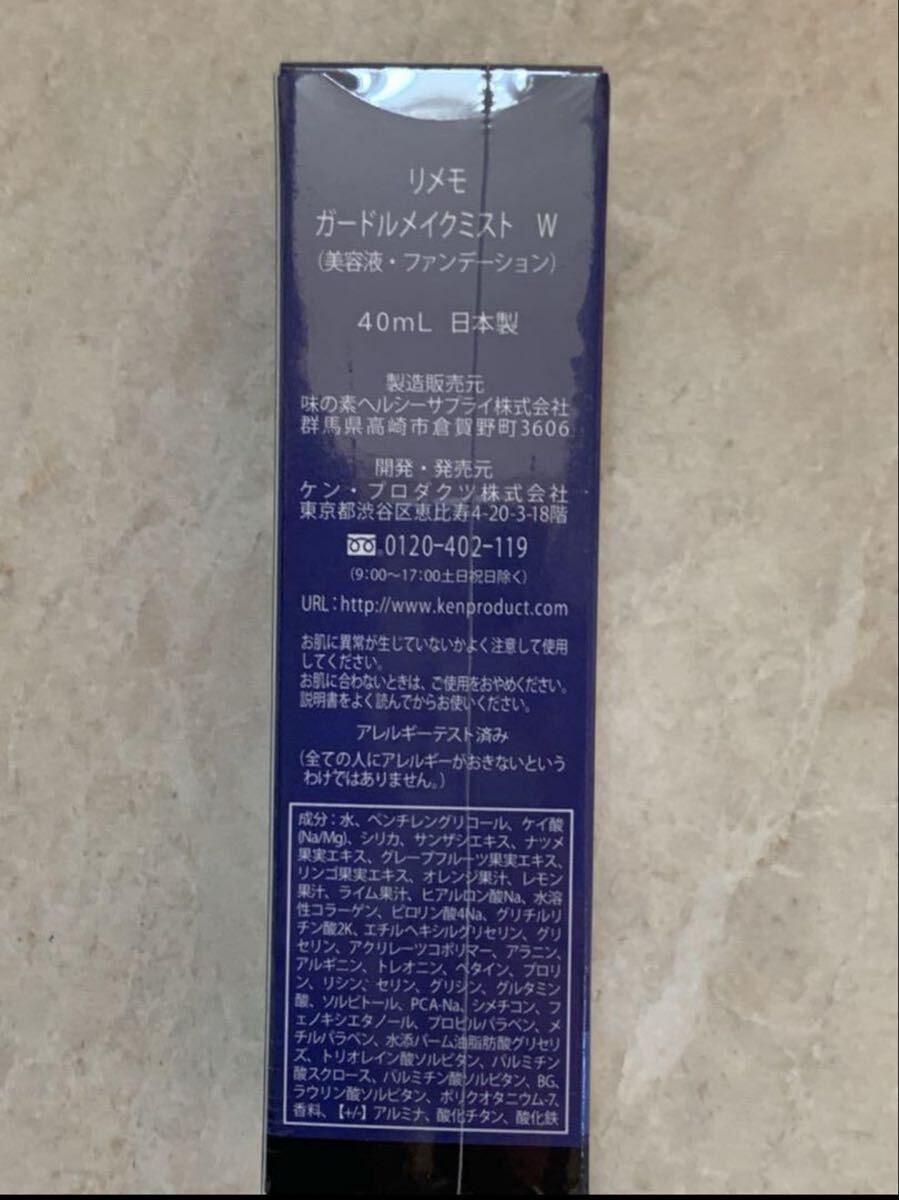 リメモ
ガードルメイクミスト W
(美容液・ファンデーション)
40mL 日本製
製造販売元
味の素ヘルシーサプライ株式会社
群馬県高崎市倉賀野町3606
開発・発売元
ケン・プロダクツ株式会社
東京都渋谷区恵比寿4-20-3-18階
0120-402-119
(9:00〜17:00土日祝日除く)
URL:http://www.kenproduct.com
お肌に異常が生じていないかよく注意して使用
してください。
お肌に合わないときは、ご使用をおやめください。
説明書をよく読んでからお使いください。
アレルギーテスト済み
(全ての人にアレルギーがおきないという
わけではありません。)
成分:水、ペンチレングリコール、ケイ酸
(Na/Mg)、シリカ、サンザシエキス、ナツメ
果実エキス、グレープフルーツ果実エキス、
リンゴ果実エキス、オレンジ果汁、レモン
果汁、ライム果汁、ヒアルロン酸Na、水溶
性コラーゲン、ピロリン酸4Na、グリチルリ
チン酸2K、エチルヘキシルグリセリン、グリ
セリン、アクリレーツコポリマー、アラニン、
アルギニン、トレオニン、ベタイン、プロリ
ン、リシン、セリン、グリシン、グルタミン
酸、ソルビトール、PCA-Na、シメチコン、フ
ェノキシエタノール、プロピルパラベン、メ
チルパラベン、水添パーム油脂肪酸グリセリ
ズ、トリオレイン酸ソルビタン、パルミチン
酸スクロース、パルミチン酸ソルビタン、BG、
ラウリン酸ソルビタン、ポリクオタニウム-7、
香料、【+/-】アルミナ、酸化チタン、酸化鉄